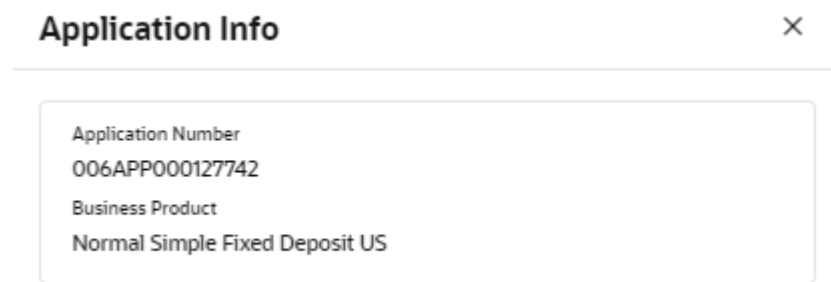 Application Info
Application Number
006APP000127742
Business Product
Normal Simple Fixed Deposit US